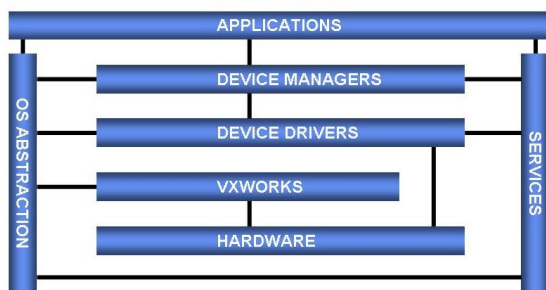 APPLICATIONS
DEVICE MANAGERS
DEVICE DRIVERS
VXWORKS
HARDWARE
OS ABSTRACTION
SERVICES